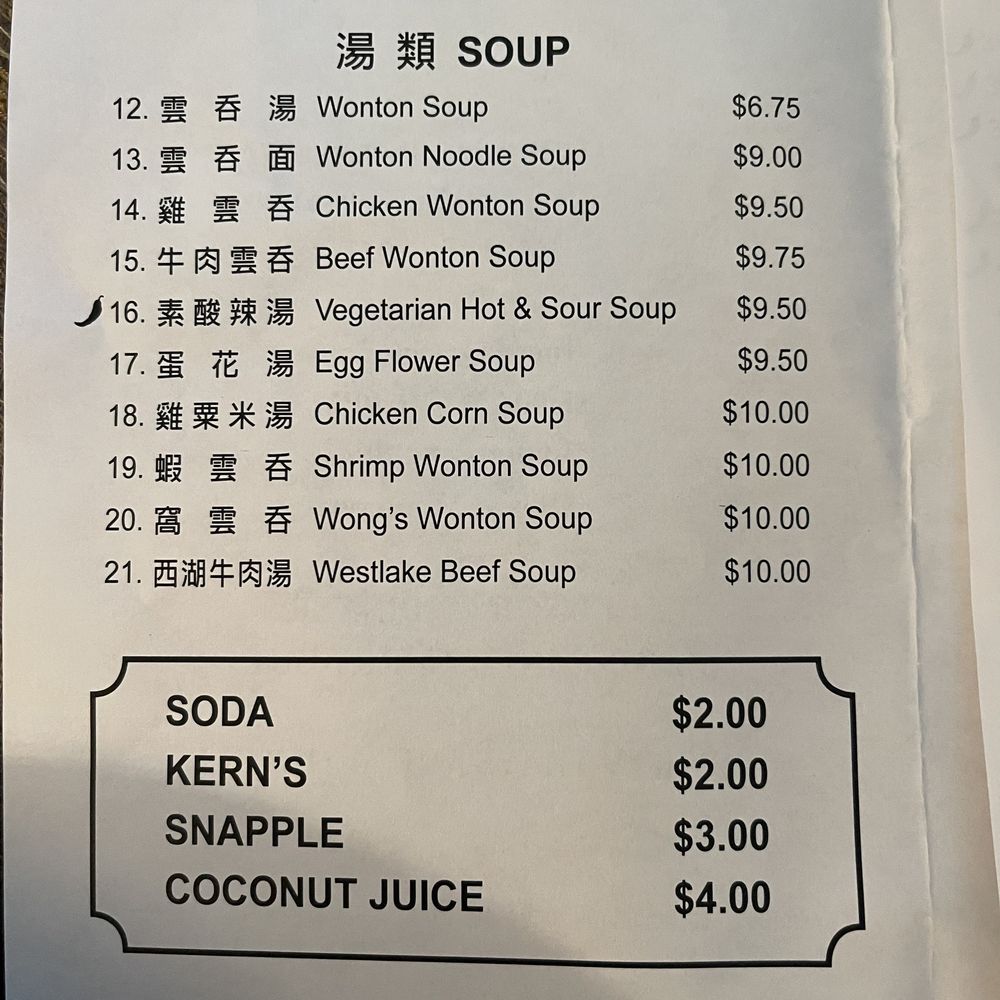 湯類 SOUP
12. 雲吞湯 Wonton Soup $6.75
13. 雲吞面 Wonton Noodle Soup $9.00
14. 雞雲吞 Chicken Wonton Soup $9.50
15. 牛肉雲吞 Beef Wonton Soup $9.75
16. 素酸辣湯 Vegetarian Hot & Sour Soup $9.50
17. 蛋花湯 Egg Flower Soup $9.50
18. 雞粟米湯 Chicken Corn Soup $10.00
19. 蝦雲吞 Shrimp Wonton Soup $10.00
20. 窩雲吞 Wong's Wonton Soup $10.00
21. 西湖牛肉湯 Westlake Beef Soup $10.00
SODA $2.00
KERN'S $2.00
SNAPPLE $3.00
COCONUT JUICE $4.00